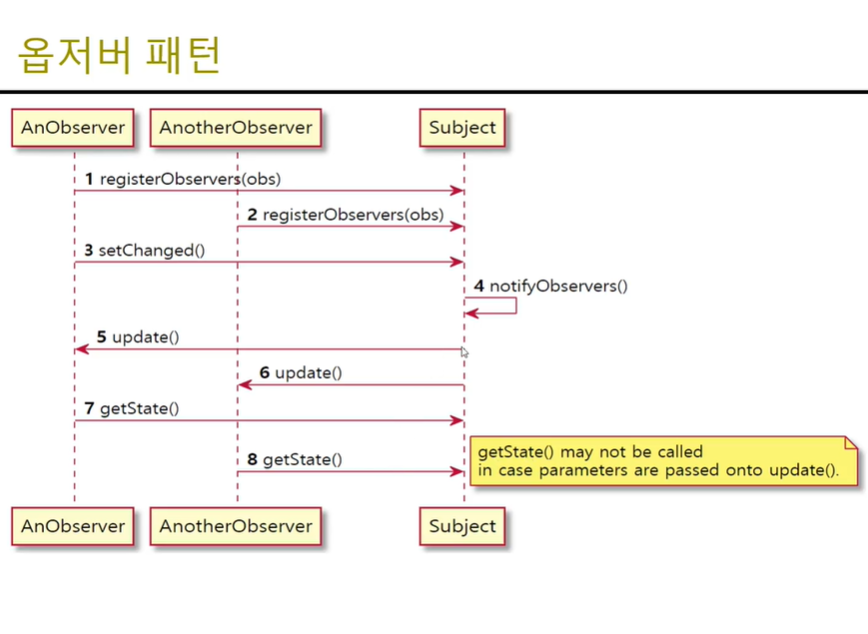 옵저버 패턴
AnObserver
AnotherObserver
Subject
1 registerObservers(obs)
2 registerObservers(obs)
3 setChanged()
4 notifyObservers()
5 update()
6 update()
7 getState()
8 getState()
getState() may not be called
in case parameters are passed onto update().
AnObserver
AnotherObserver
Subject